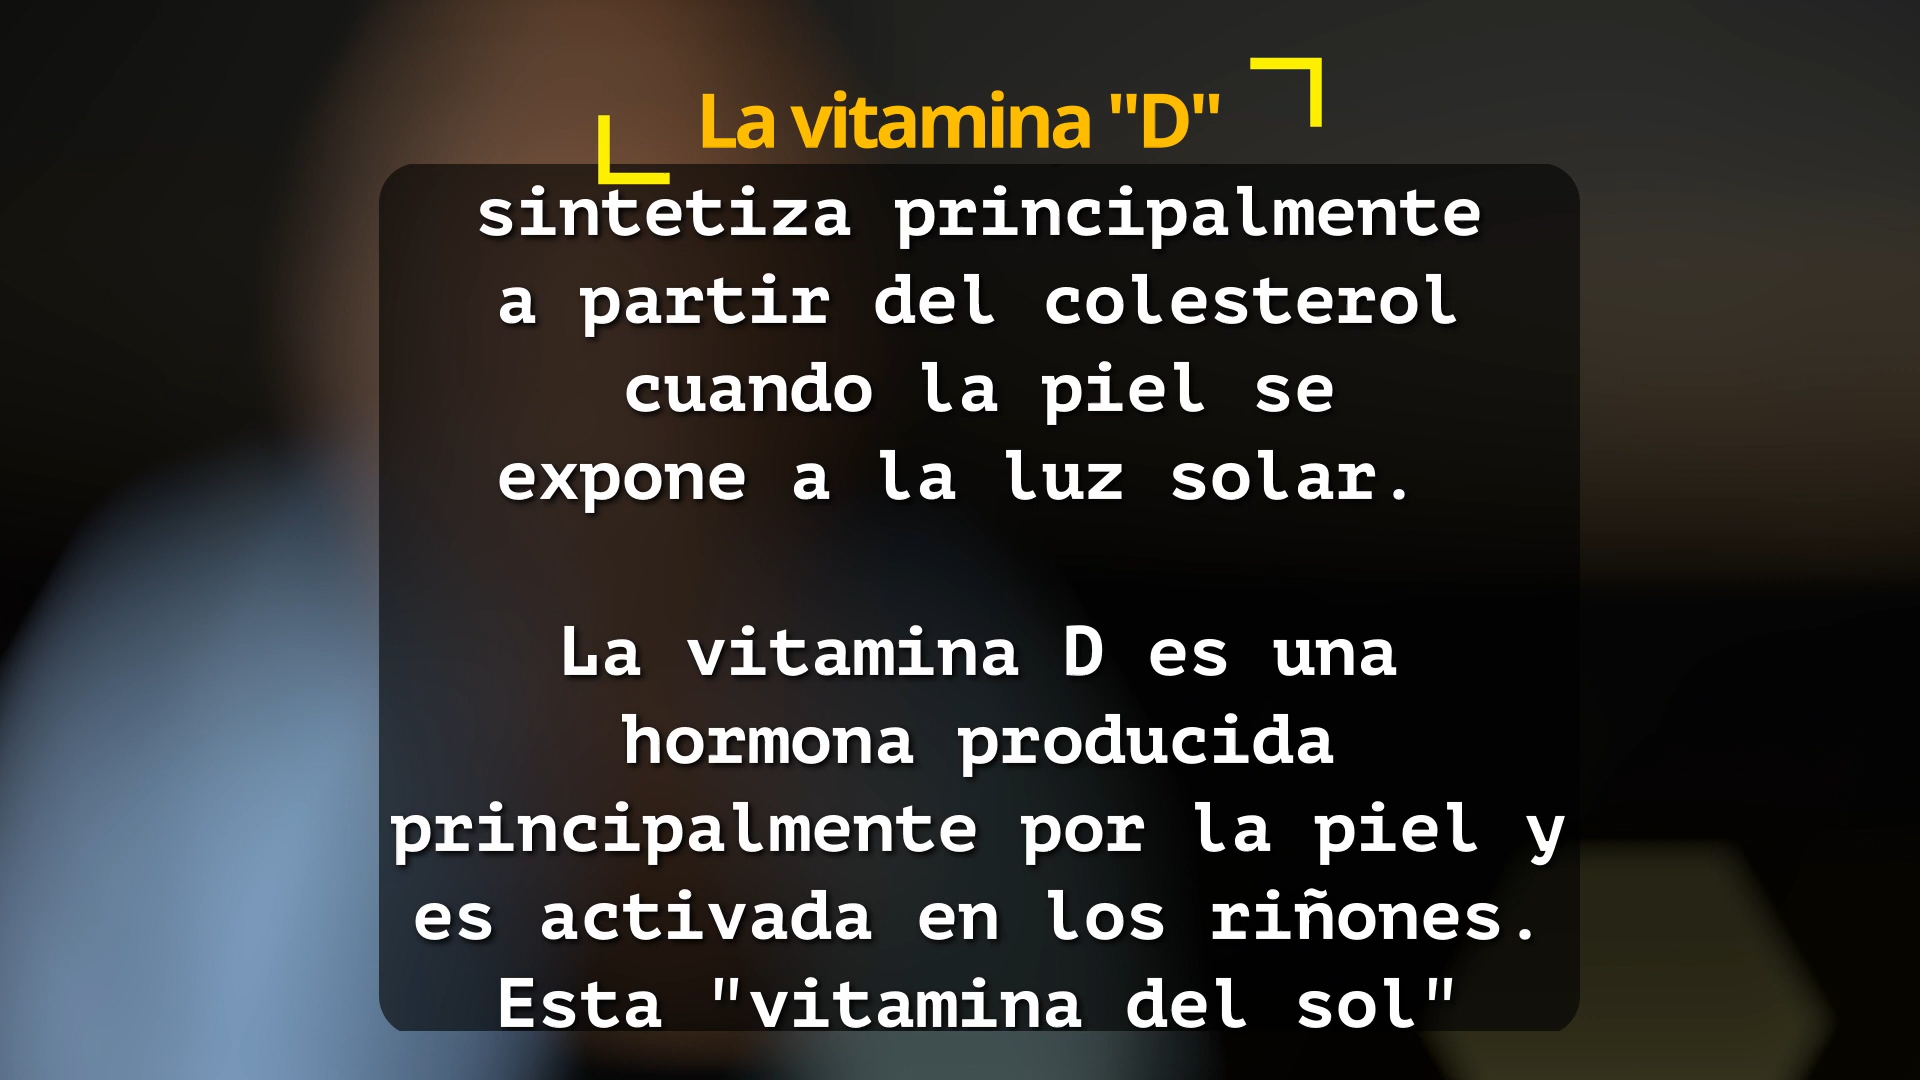 La vitamina "D"
sintetiza principalmente
a partir del colesterol
cuando la piel se
expone a la luz solar.
La vitamina D es una
hormona producida
principalmente por la piel y
es activada en los riñones.
Esta "vitamina del sol"